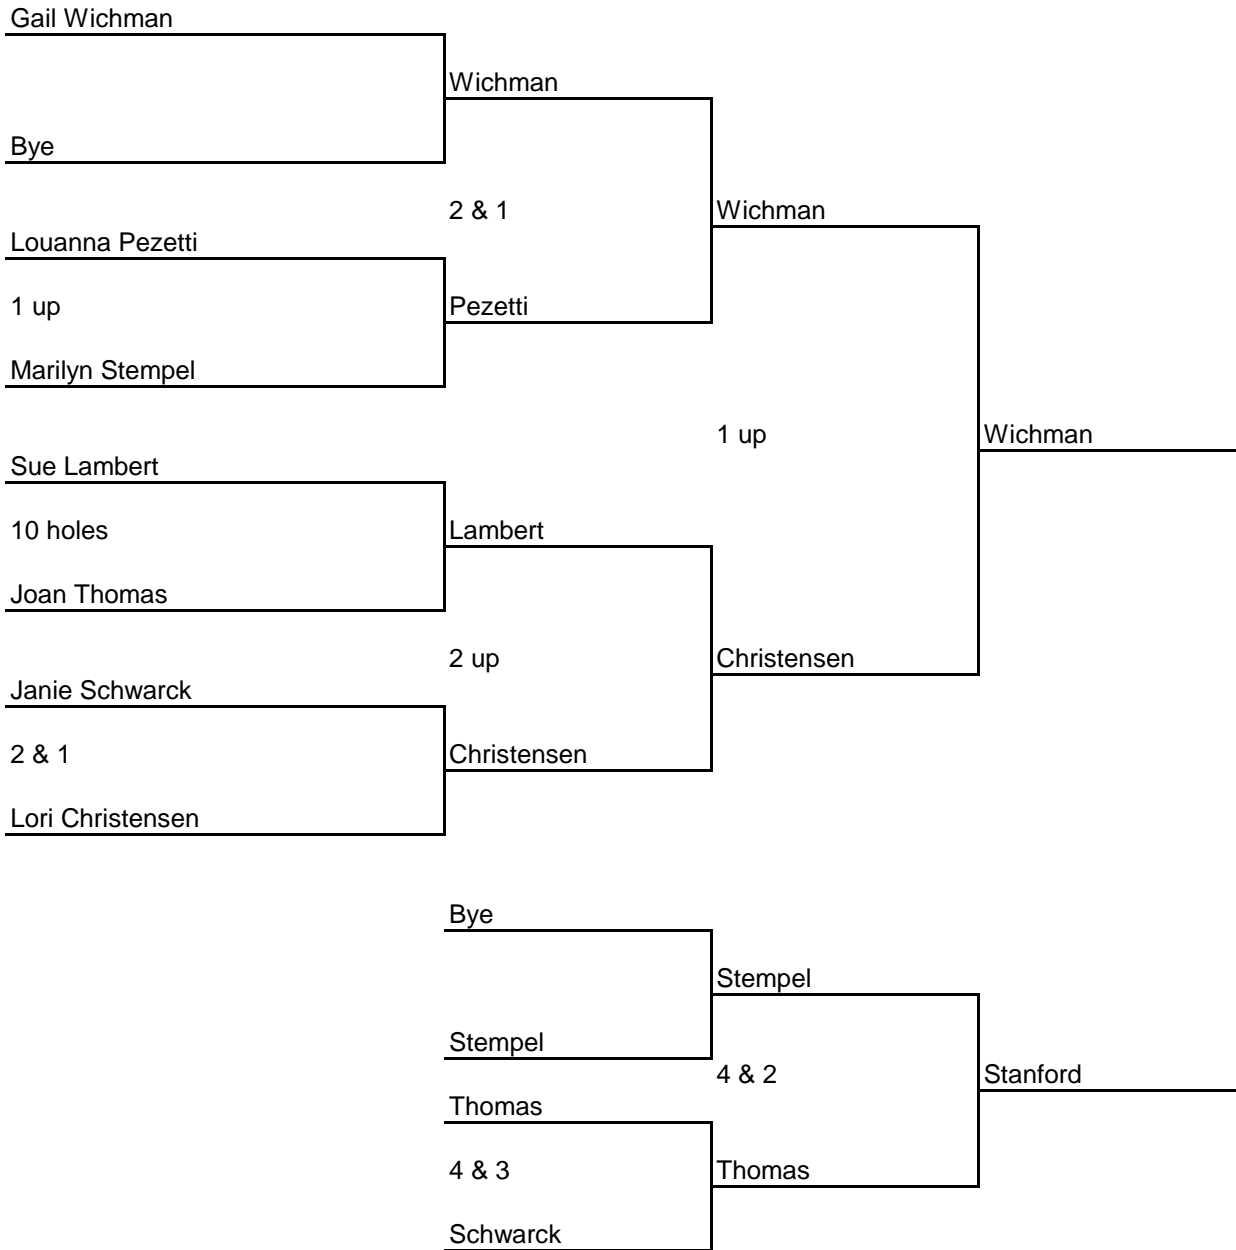 Gail Wichman
Wichman
Bye
2 & 1
Wichman
Louanna Pezetti
1 up
Pezetti
Marilyn Stempel
1 up
Wichman
Sue Lambert
10 holes
Lambert
Joan Thomas
2 up
Christensen
Janie Schwarck
2 & 1
Christensen
Lori Christensen
Bye
Stempel
Stempel
4 & 2
Stanford
Thomas
4 & 3
Thomas
Schwarck